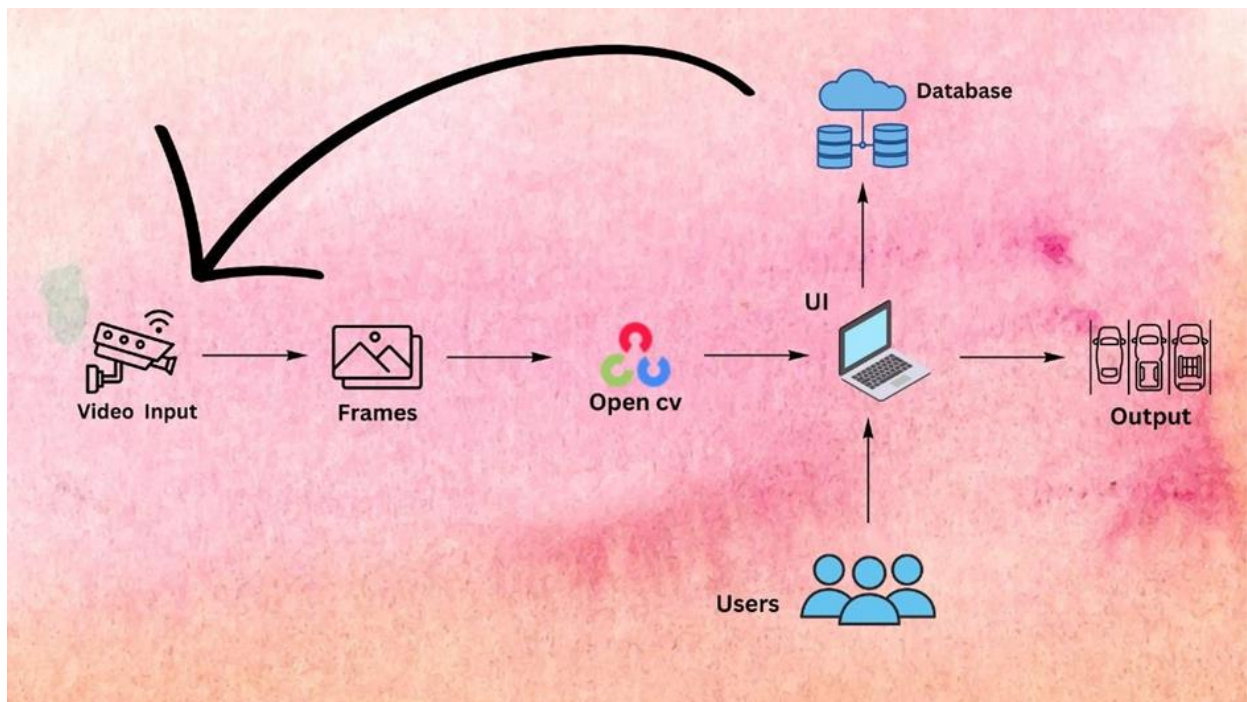 Database
UI
Video Input
Frames
Open cv
Output
Users